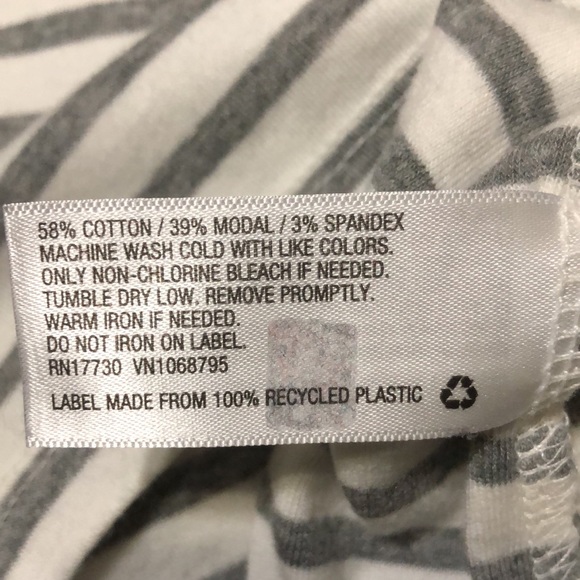 58% COTTON / 39% MODAL / 3% SPANDEX
MACHINE WASH COLD WITH LIKE COLORS.
ONLY NON-CHLORINE BLEACH IF NEEDED.
TUMBLE DRY LOW. REMOVE PROMPTLY.
WARM IRON IF NEEDED.
DO NOT IRON ON LABEL.
RN17730 VN1068795
LABEL MADE FROM 100% RECYCLED PLASTIC